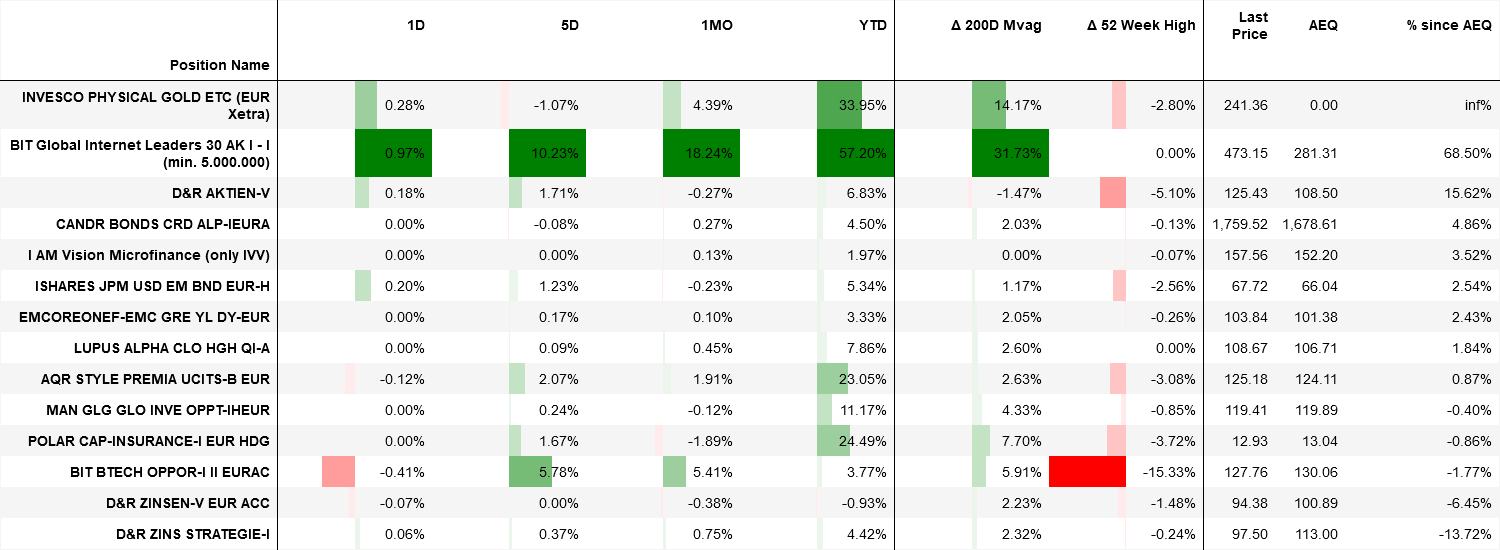 Position Name 1D 5D 1MO YTD Δ 200D Mvag Δ 52 Week High Last Price AEQ % since AEQ
INVESCO PHYSICAL GOLD ETC (EUR
Xetra) 0.28% -1.07% 4.39% 33.95% 14.17% -2.80% 241.36 0.00 inf%
BIT Global Internet Leaders 30 AK I - I
(min. 5.000.000) 0.97% 10.23% 18.24% 57.20% 31.73% 0.00% 473.15 281.31 68.50%
D&R AKTIEN-V 0.18% 1.71% -0.27% 6.83% -1.47% -5.10% 125.43 108.50 15.62%
CANDR BONDS CRD ALP-IEURA 0.00% -0.08% 0.27% 4.50% 2.03% -0.13% 1,759.52 1,678.61 4.86%
I AM Vision Microfinance (only IVV) 0.00% 0.00% 0.13% 1.97% 0.00% -0.07% 157.56 152.20 3.52%
ISHARES JPM USD EM BND EUR-H 0.20% 1.23% -0.23% 5.34% 1.17% -2.56% 67.72 66.04 2.54%
EMCOREONEF-EMC GRE YL DY-EUR 0.00% 0.17% 0.10% 3.33% 2.05% -0.26% 103.84 101.38 2.43%
LUPUS ALPHA CLO HGH QI-A 0.00% 0.09% 0.45% 7.86% 2.60% 0.00% 108.67 106.71 1.84%
AQR STYLE PREMIA UCITS-B EUR -0.12% 2.07% 1.91% 23.05% 2.63% -3.08% 125.18 124.11 0.87%
MAN GLG GLO INVE OPPT-IHEUR 0.00% 0.24% -0.12% 11.17% 4.33% -0.85% 119.41 119.89 -0.40%
POLAR CAP-INSURANCE-I EUR HDG 0.00% 1.67% -1.89% 24.49% 7.70% -3.72% 12.93 13.04 -0.86%
BIT BTECH OPPOR-I II EURAC -0.41% 5.78% 5.41% 3.77% 5.91% -15.33% 127.76 130.06 -1.77%
D&R ZINSEN-V EUR ACC -0.07% 0.00% -0.38% -0.93% 2.23% -1.48% 94.38 100.89 -6.45%
D&R ZINS STRATEGIE-I 0.06% 0.37% 0.75% 4.42% 2.32% -0.24% 97.50 113.00 -13.72%